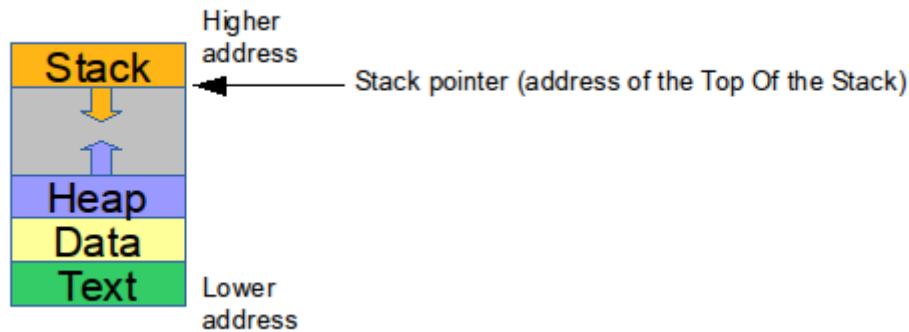 Higher
address
Stack
Stack pointer (address of the Top Of the Stack)
Heap
Data
Text
Lower
address